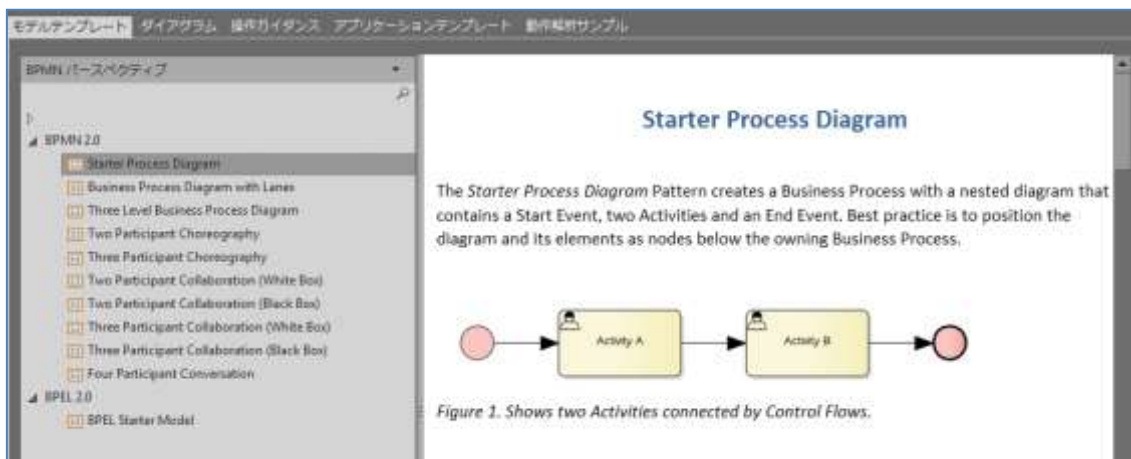 モデルテンプレート ダイアグラム 操作ガイダンス アプリケーションテンプレート 動作解析サンプル
BPMN パースペクティブ
BPMN 2.0
Starter Process Diagram
Business Process Diagram with Lanes
Three Level Business Process Diagram
Two Participant Choreography
Three Participant Choreography
Two Participant Collaboration (White Box)
Two Participant Collaboration (Black Box)
Three Participant Collaboration (White Box)
Three Participant Collaboration (Black Box)
Four Participant Conversation
BPEL 2.0
BPEL Starter Model
Starter Process Diagram
The Starter Process Diagram Pattern creates a Business Process with a nested diagram that
contains a Start Event, two Activities and an End Event. Best practice is to position the
diagram and its elements as nodes below the owning Business Process.
Activity A
Activity B
Figure 1. Shows two Activities connected by Control Flows.